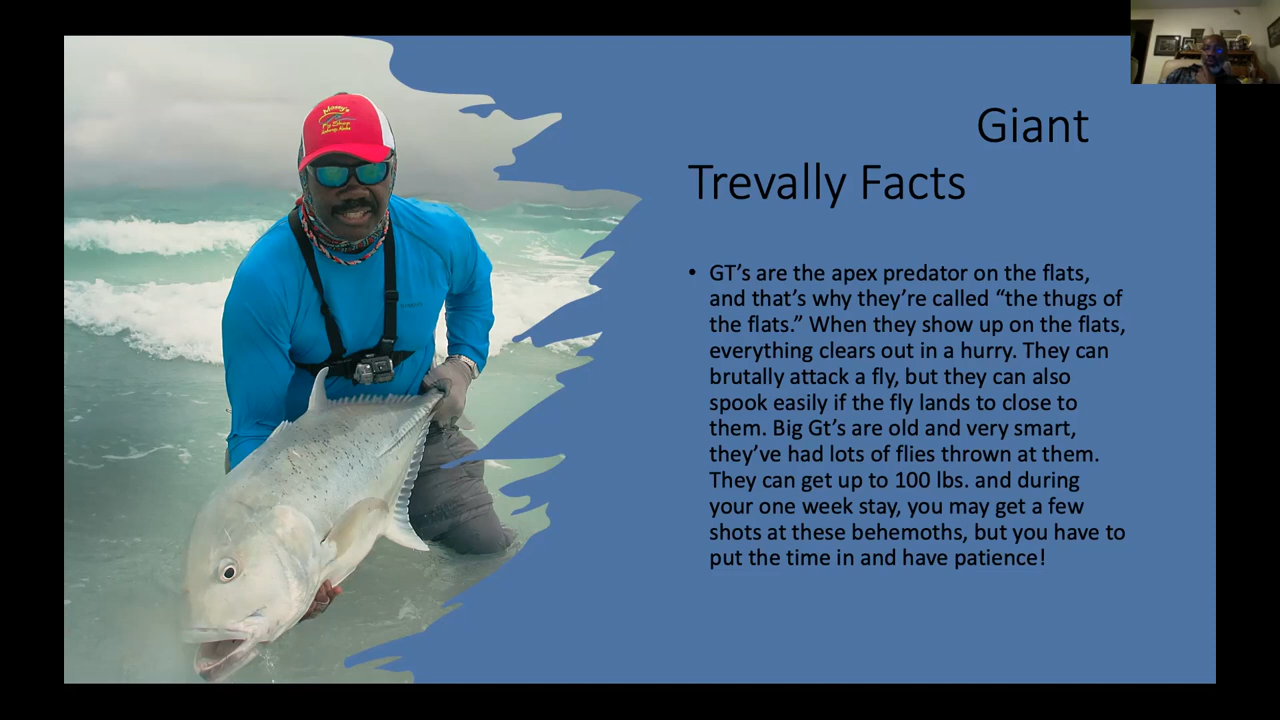 Mossy's
Fly Shop
Giant
Trevally Facts
• GT’s are the apex predator on the flats,
and that’s why they’re called “the thugs of
the flats.” When they show up on the flats,
everything clears out in a hurry. They can
brutally attack a fly, but they can also
spook easily if the fly lands to close to
them. Big Gt’s are old and very smart,
they’ve had lots of flies thrown at them.
They can get up to 100 lbs. and during
your one week stay, you may get a few
shots at these behemoths, but you have to
put the time in and have patience!